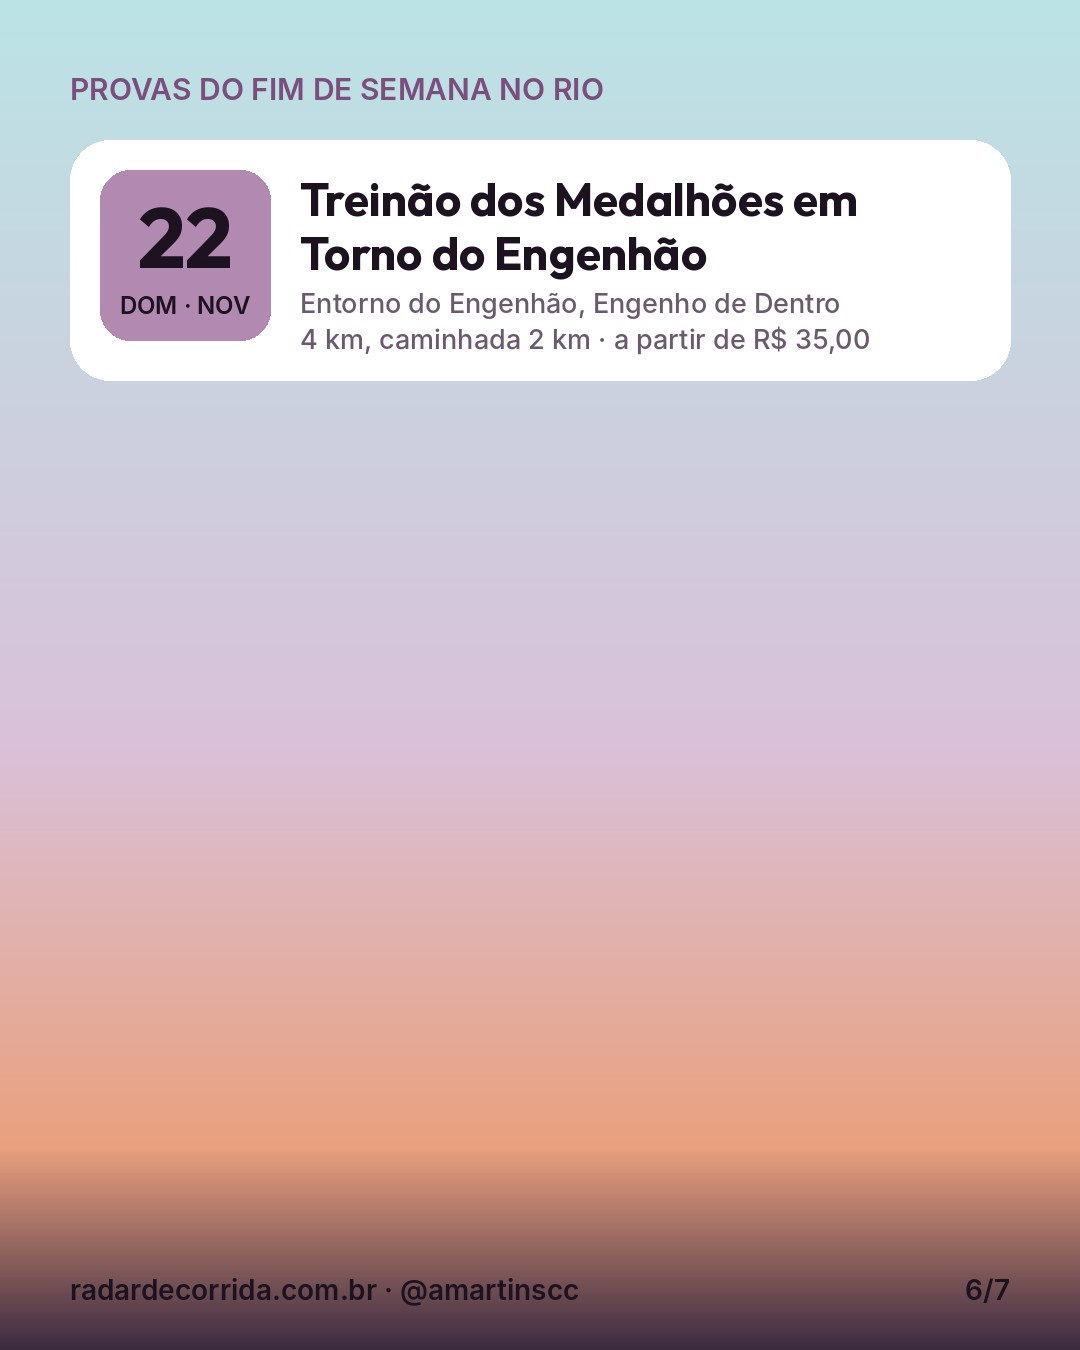 PROVAS DO FIM DE SEMANA NO RIO
22
DOM · NOV
Treinão dos Medalhões em
Torno do Engenhão
Entorno do Engenhão, Engenho de Dentro
4 km, caminhada 2 km · a partir de R$ 35,00
radardecorrida.com.br · @amartinscc
6/7